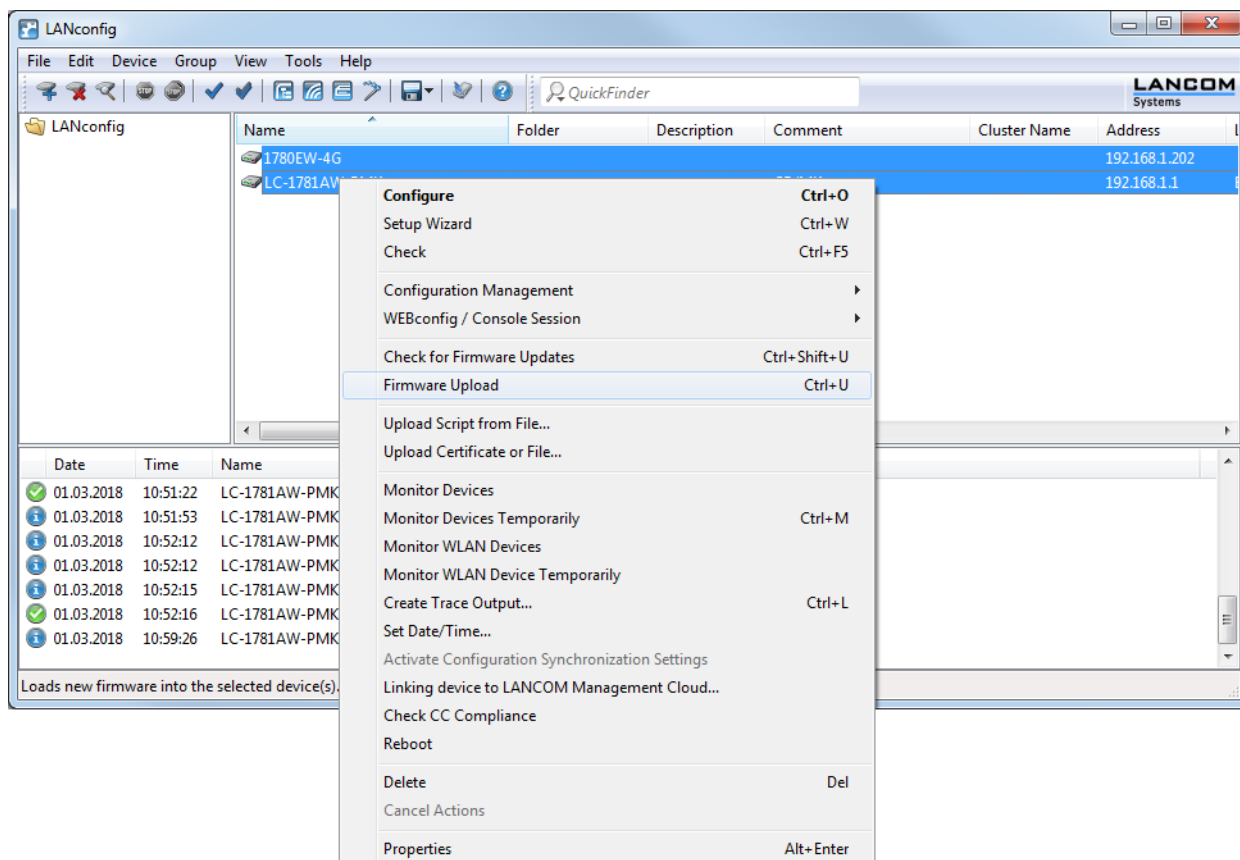 LANconfig
File Edit Device Group View Tools Help
QuickFinder
LANCOM
Systems
LANconfig
Name Folder Description Comment Cluster Name Address
1780EW-4G 192.168.1.202
LC-1781AW 192.168.1.1
Configure Ctrl+O
Setup Wizard Ctrl+W
Check Ctrl+F5
Configuration Management
WEBconfig / Console Session
Check for Firmware Updates Ctrl+Shift+U
Firmware Upload Ctrl+U
Upload Script from File...
Upload Certificate or File...
Monitor Devices
Monitor Devices Temporarily Ctrl+M
Monitor WLAN Devices
Monitor WLAN Device Temporarily
Create Trace Output... Ctrl+L
Set Date/Time...
Activate Configuration Synchronization Settings
Linking device to LANCOM Management Cloud...
Check CC Compliance
Reboot
Delete Del
Cancel Actions
Properties Alt+Enter
Date Time Name
01.03.2018 10:51:22 LC-1781AW-PMK
01.03.2018 10:51:53 LC-1781AW-PMK
01.03.2018 10:52:12 LC-1781AW-PMK
01.03.2018 10:52:12 LC-1781AW-PMK
01.03.2018 10:52:15 LC-1781AW-PMK
01.03.2018 10:52:16 LC-1781AW-PMK
01.03.2018 10:59:26 LC-1781AW-PMK
Loads new firmware into the selected device(s).